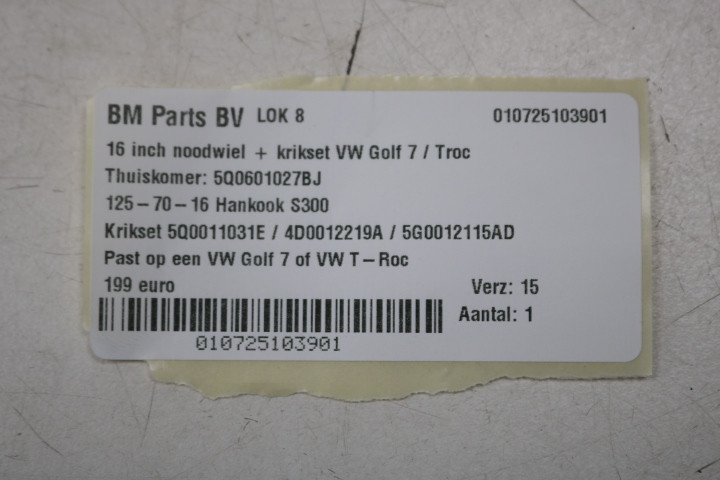 BM Parts BV LOK 8 010725103901
16 inch noodwiel + krikset VW Golf 7 / Troc
Thuiskomer: 5Q0601027BJ
125-70-16 Hankook S300
Krikset 5Q0011031E / 4D0012219A / 5G0012115AD
Past op een VW Golf 7 of VW T-Roc
199 euro Verz: 15
Aantal: 1
010725103901